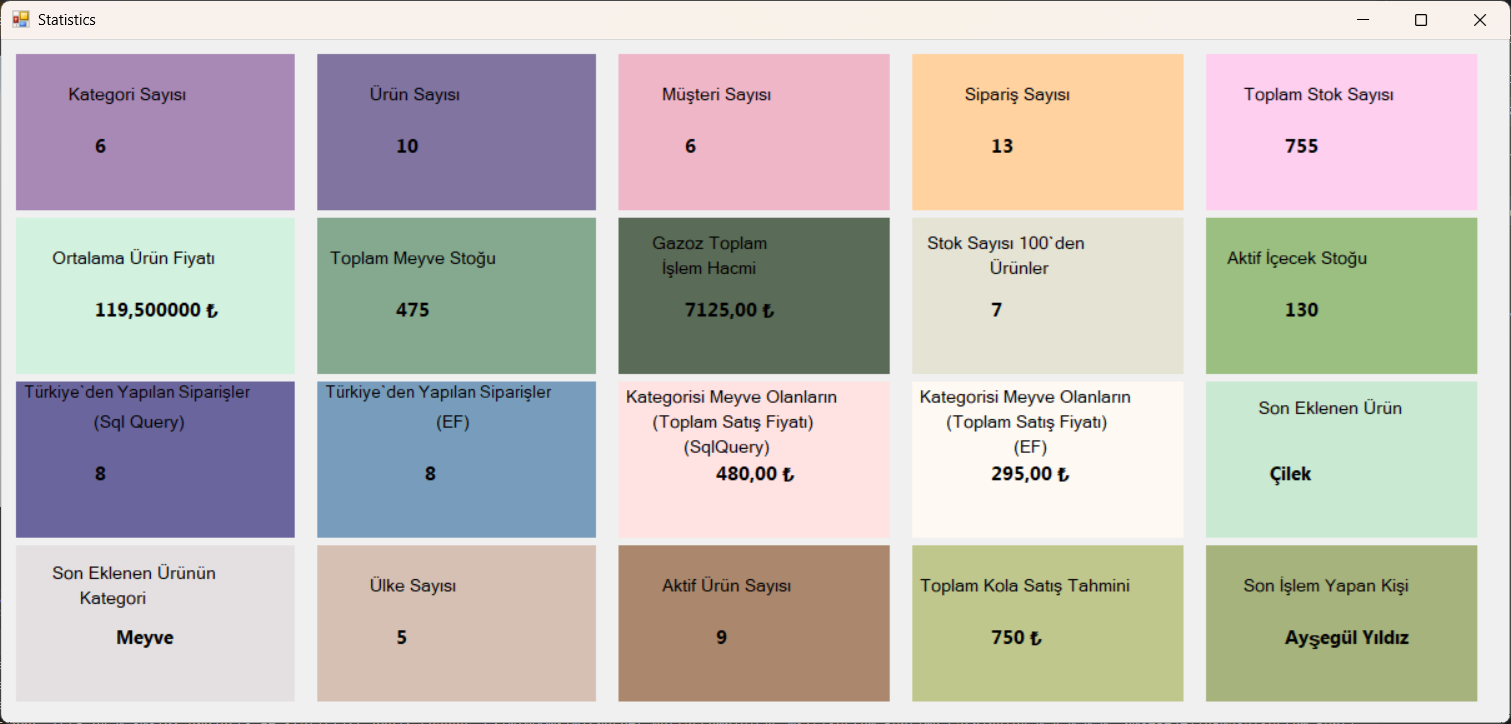 Statistics
Kategori Sayısı
6
Ürün Sayısı
10
Müşteri Sayısı
6
Sipariş Sayısı
13
Toplam Stok Sayısı
755
Ortalama Ürün Fiyatı
119,500000 ₺
Toplam Meyve Stoğu
475
Gazoz Toplam
İşlem Hacmi
7125,00 ₺
Stok Sayısı 100`den
Ürünler
7
Aktif İçecek Stoğu
130
Türkiye`den Yapılan Siparişler
(Sql Query)
8
Türkiye`den Yapılan Siparişler
(EF)
8
Kategorisi Meyve Olanların
(Toplam Satış Fiyatı)
(SqlQuery)
480,00 ₺
Kategorisi Meyve Olanların
(Toplam Satış Fiyatı)
(EF)
295,00 ₺
Son Eklenen Ürün
Çilek
Son Eklenen Ürünün
Kategori
Meyve
Ülke Sayısı
5
Aktif Ürün Sayısı
9
Toplam Kola Satış Tahmini
750 ₺
Son İşlem Yapan Kişi
Ayşegül Yıldız